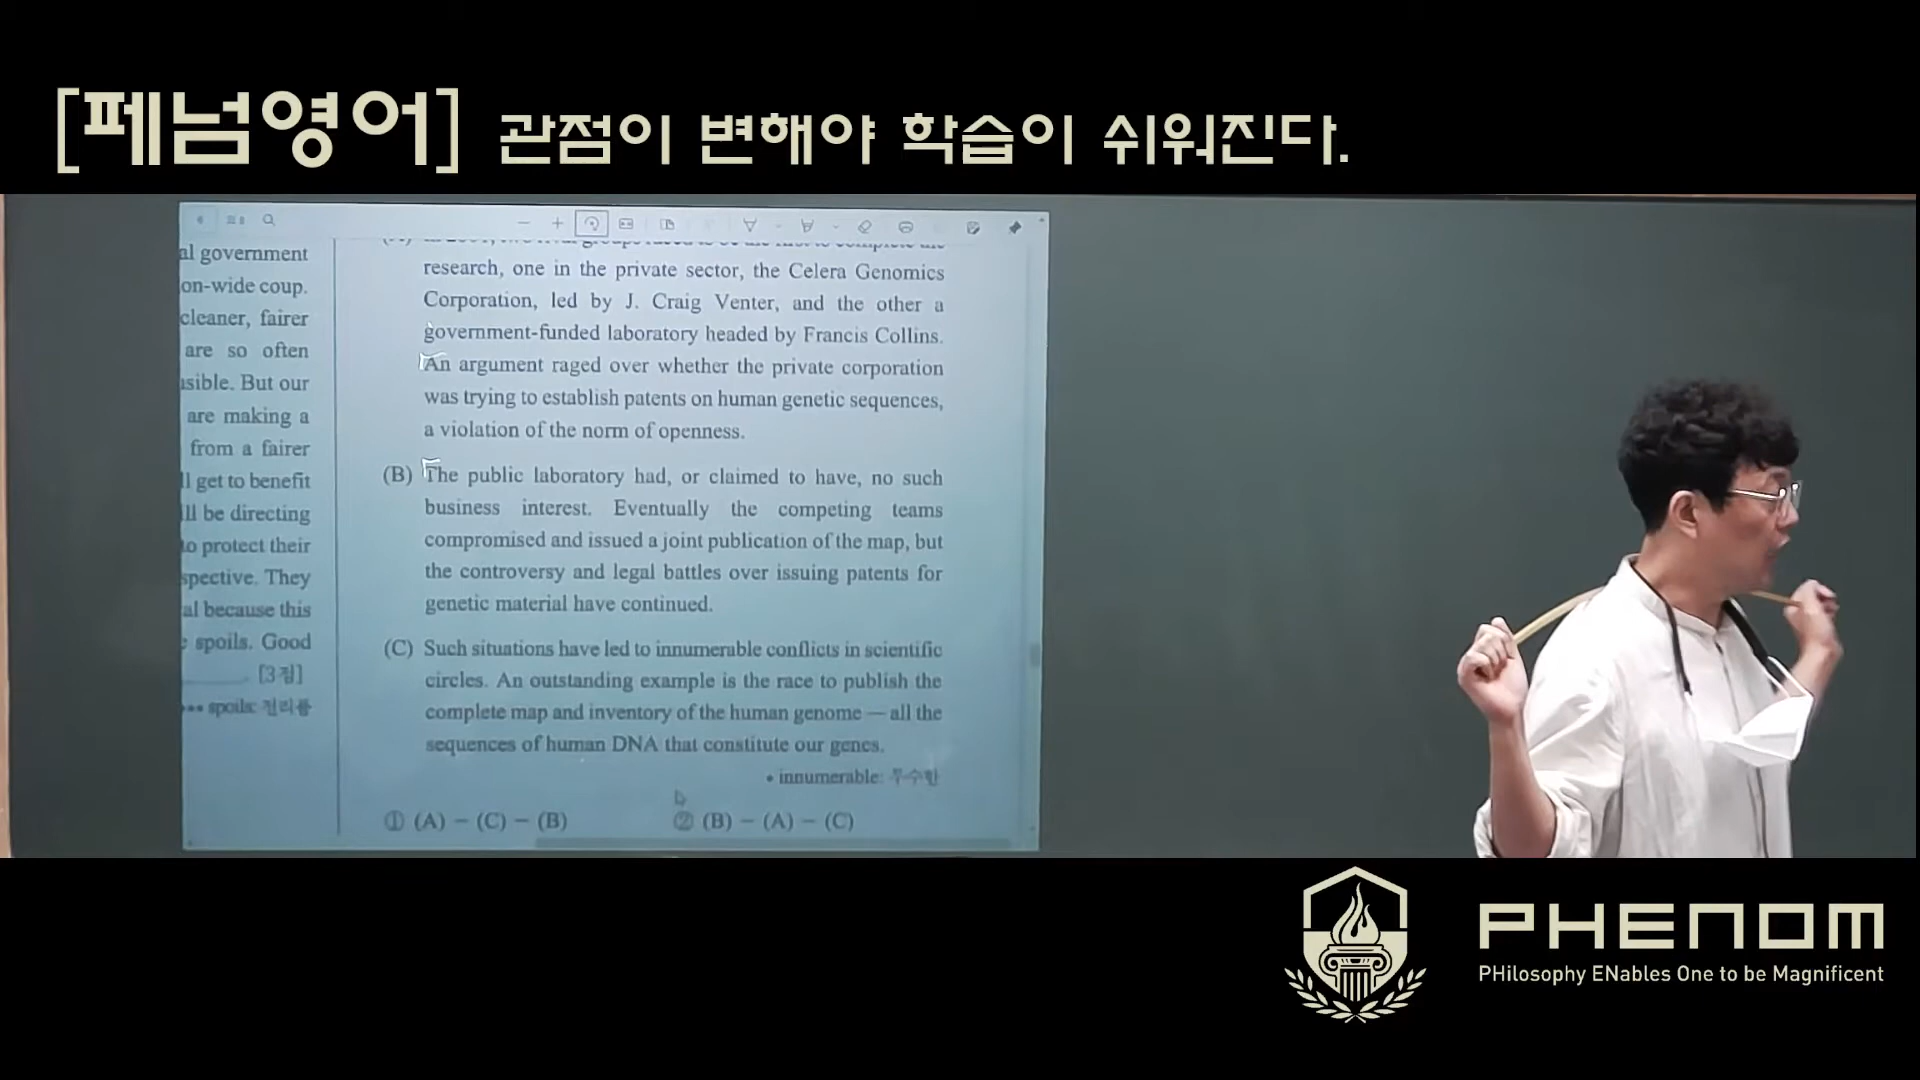 [페넘영어] 관점이 변해야 학습이 쉬워진다.
al government
on-wide coup.
cleaner, fairer
are so often
sible. But our
are making a
from a fairer
ll get to benefit
ll be directing
to protect their
spective. They
al because this
spoils. Good
[3점]
spoils: 전리품
research, one in the private sector, the Celera Genomics
Corporation, led by J. Craig Venter, and the other a
government-funded laboratory headed by Francis Collins.
An argument raged over whether the private corporation
was trying to establish patents on human genetic sequences,
a violation of the norm of openness.
(B) The public laboratory had, or claimed to have, no such
business interest. Eventually the competing teams
compromised and issued a joint publication of the map, but
the controversy and legal battles over issuing patents for
genetic material have continued.
(C) Such situations have led to innumerable conflicts in scientific
circles. An outstanding example is the race to publish the
complete map and inventory of the human genome — all the
sequences of human DNA that constitute our genes.
* innumerable: 무수한
① (A) – (C) – (B) ② (B) – (A) – (C)
PHENOM
PHilosophy ENables One to be Magnificent